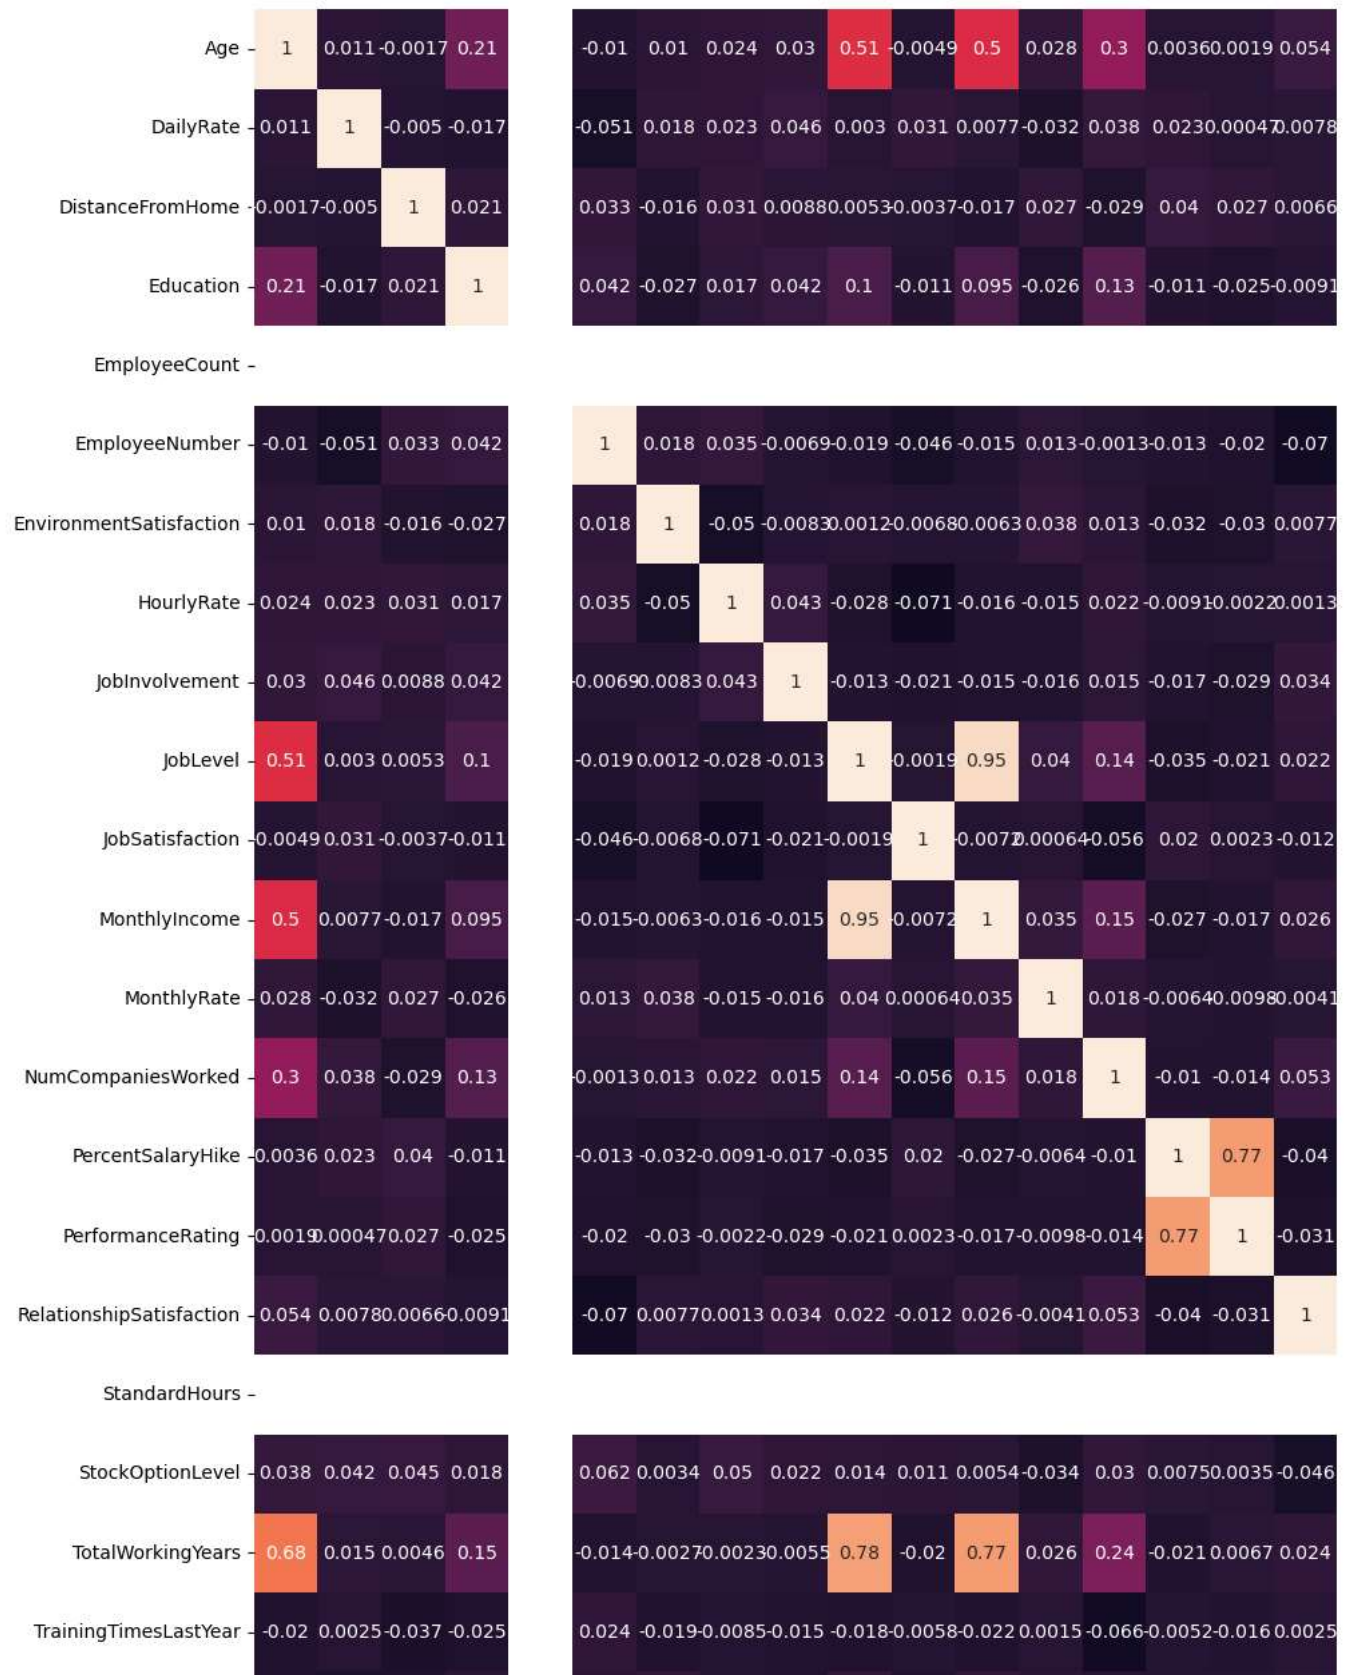 Age 1 0.011 -0.0017 0.21 -0.01 0.01 0.024 0.03 0.51 -0.0049 0.5 0.028 0.3 0.0036 0.0019 0.054
DailyRate 0.011 1 -0.005 -0.017 -0.051 0.018 0.023 0.046 0.003 0.031 0.0077 -0.032 0.038 0.023 0.00047 0.0078
DistanceFromHome -0.0017 -0.005 1 0.021 0.033 -0.016 0.031 0.0088 0.0053 -0.0037 -0.017 0.027 -0.029 0.04 0.027 0.0066
Education 0.21 -0.017 0.021 1 0.042 -0.027 0.017 0.042 0.1 -0.011 0.095 -0.026 0.13 -0.011 -0.025 -0.0091
EmployeeCount
EmployeeNumber -0.01 -0.051 0.033 0.042 1 0.018 0.035 -0.0069 -0.019 -0.046 -0.015 0.013 -0.0013 -0.013 -0.02 -0.07
EnvironmentSatisfaction 0.01 0.018 -0.016 -0.027 0.018 1 -0.05 -0.0083 0.0012 -0.0068 -0.0063 0.038 0.013 -0.032 -0.03 0.0077
HourlyRate 0.024 0.023 0.031 0.017 0.035 -0.05 1 0.043 -0.028 -0.071 -0.016 -0.015 0.022 -0.0091 -0.0022 0.0013
JobInvolvement 0.03 0.046 0.0088 0.042 -0.0069 -0.0083 0.043 1 -0.013 -0.021 -0.015 -0.016 0.015 -0.017 -0.029 0.034
JobLevel 0.51 0.003 0.0053 0.1 -0.019 0.0012 -0.028 -0.013 1 -0.0019 0.95 0.04 0.14 -0.035 -0.021 0.022
JobSatisfaction -0.0049 0.031 -0.0037 -0.011 -0.046 -0.0068 -0.071 -0.021 -0.0019 1 -0.0072 0.00064 -0.056 0.02 0.0023 -0.012
MonthlyIncome 0.5 0.0077 -0.017 0.095 -0.015 -0.0063 -0.016 -0.015 0.95 -0.0072 1 0.035 0.15 -0.027 -0.017 0.026
MonthlyRate 0.028 -0.032 0.027 -0.026 0.013 0.038 -0.015 -0.016 0.04 0.00064 0.035 1 0.018 -0.0064 -0.0098 -0.0041
NumCompaniesWorked 0.3 0.038 -0.029 0.13 -0.0013 0.013 0.022 0.015 0.14 -0.056 0.15 0.018 1 -0.01 -0.014 0.053
PercentSalaryHike 0.0036 0.023 0.04 -0.011 -0.013 -0.032 -0.0091 -0.017 -0.035 0.02 -0.027 -0.0064 -0.01 1 0.77 -0.04
PerformanceRating 0.0019 0.00047 0.027 -0.025 -0.02 -0.03 -0.0022 -0.029 -0.021 0.0023 -0.017 -0.0098 -0.014 0.77 1 -0.031
RelationshipSatisfaction 0.054 0.0078 0.0066 -0.0091 -0.07 0.0077 0.0013 0.034 0.022 -0.012 0.026 -0.0041 0.053 -0.04 -0.031 1
StandardHours
StockOptionLevel 0.038 0.042 0.045 0.018 0.062 0.0034 0.05 0.022 0.014 0.011 0.0054 -0.034 0.03 0.0075 0.0035 -0.046
TotalWorkingYears 0.68 0.015 0.0046 0.15 -0.014 -0.0027 -0.0023 -0.0055 0.78 -0.02 0.77 0.026 0.24 -0.021 0.0067 0.024
TrainingTimesLastYear -0.02 0.0025 -0.037 -0.025 0.024 -0.019 -0.0085 -0.015 -0.018 -0.0058 -0.022 0.0015 -0.066 -0.0052 -0.016 0.0025